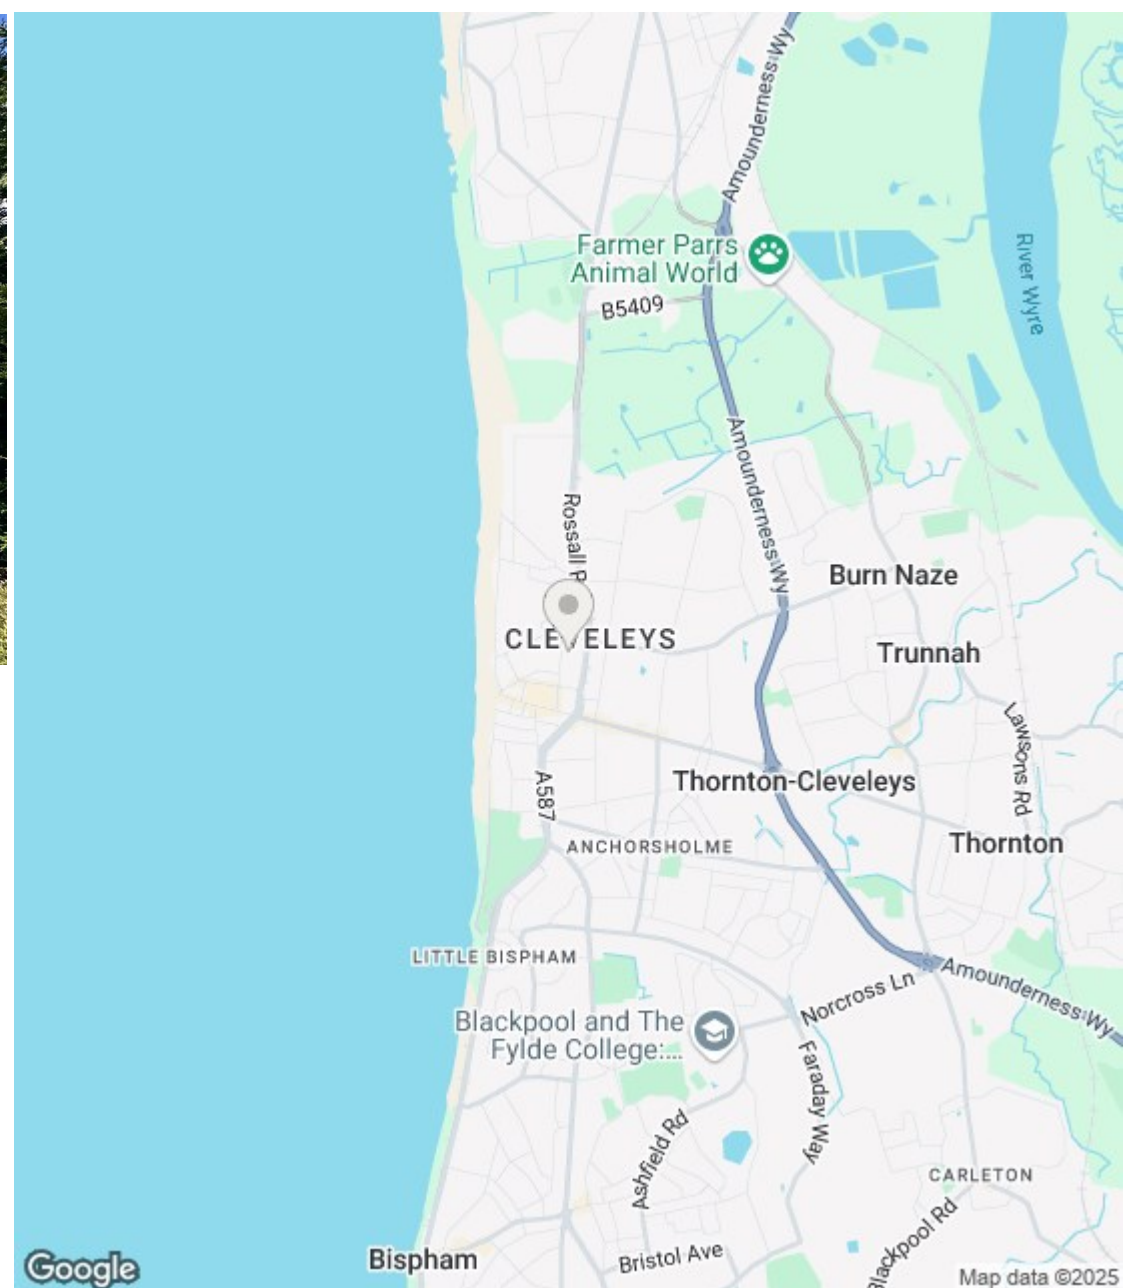 Amounderness Wy
Farmer Parrs
Animal World
B5409
River Wyre
Amounderness Wy
Rossall
Burn Naze
CLEVELEYS
Trunnah
Lawsons Rd
A587
Thornton-Cleveleys
ANCHORSHOLME
Thornton
LITTLE BISPHAM
Norcross Ln
Amounderness Wy
Blackpool and The
Fylde College:...
Faraday Way
Ashfield Rd
CARLETON
Blackpool Rd
Bispham
Bristol Ave
Google
Map data ©2025